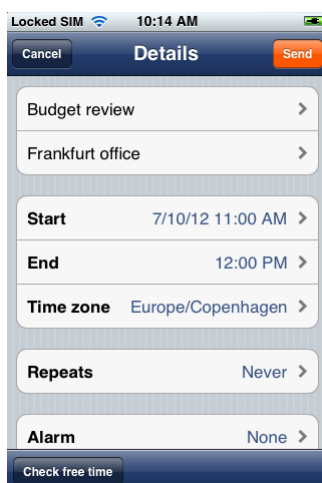 Locked SIM 10:14 AM
Cancel Details Send
Budget review
Frankfurt office
Start 7/10/12 11:00 AM
End 12:00 PM
Time zone Europe/Copenhagen
Repeats Never
Alarm None
Check free time